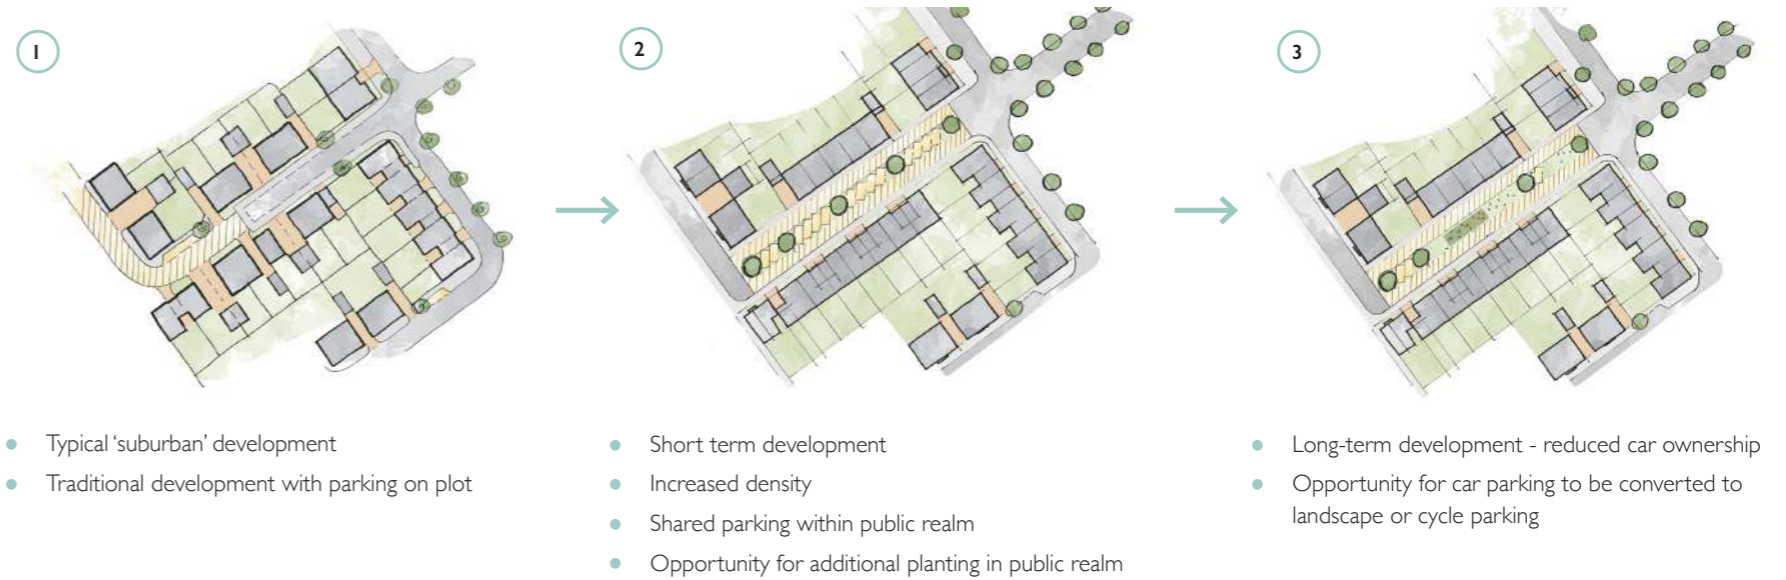 1
Typical ‘suburban’ development
Traditional development with parking on plot
2
Short term development
Increased density
Shared parking within public realm
Opportunity for additional planting in public realm
3
Long-term development - reduced car ownership
Opportunity for car parking to be converted to
landscape or cycle parking